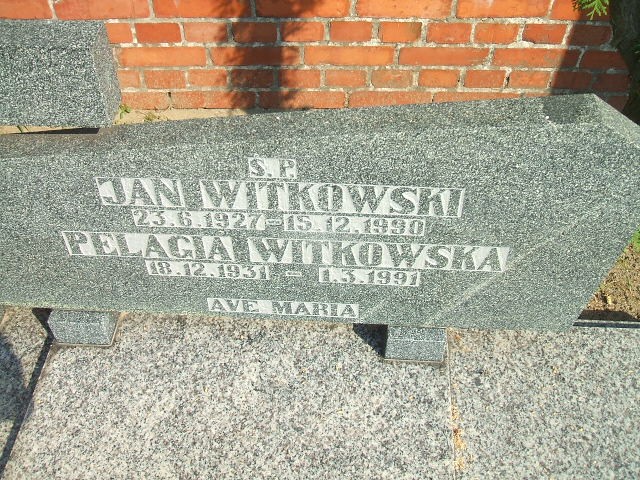 S.P.
JAN WITKOWSKI
23.6.1927-15.12.1990
PELAGIA WITKOWSKA
18.12.1931 - 1.3.1991
AVE MARIA